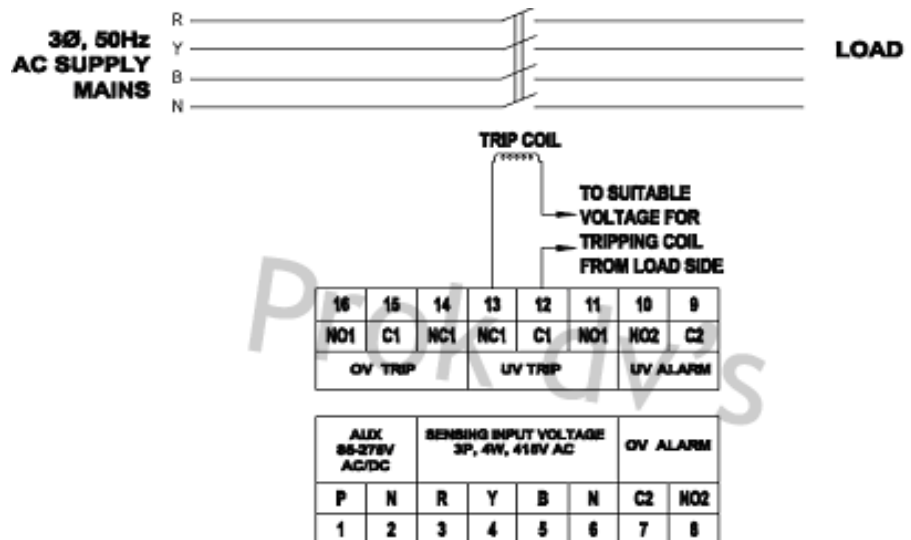 R
3Ø, 50Hz
Y
LOAD
AC SUPPLY
B
MAINS
N
TRIP COIL
TO SUITABLE
VOLTAGE FOR
TRIPPING COIL
FROM LOAD SIDE
Prok dv's
16 15 14 13 12 11 10 9
NO1 C1 NC1 NC1 C1 NO1 NO2 C2
OV TRIP UV TRIP UV ALARM
AUX SENSING INPUT VOLTAGE
85-275V 3P, 4W, 415V AC OV ALARM
AC/DC
P N R Y B N C2 NO2
1 2 3 4 5 6 7 8